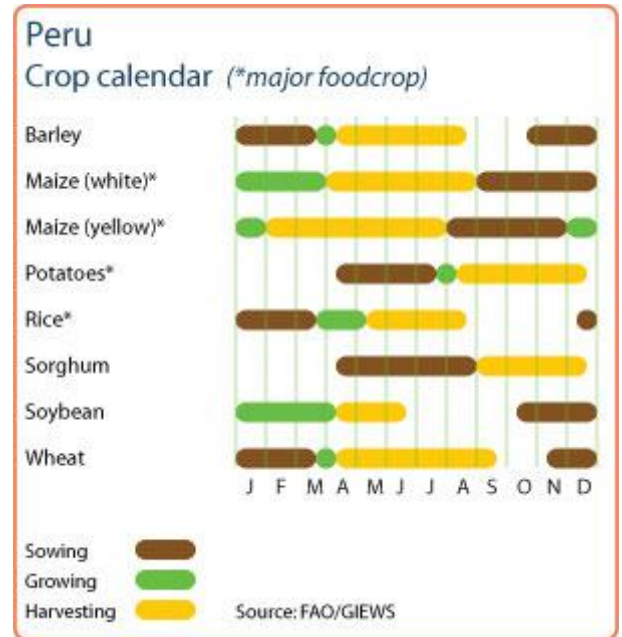 Peru
Crop calendar (*major foodcrop)
Barley
Maize (white)*
Maize (yellow)*
Potatoes*
Rice*
Sorghum
Soybean
Wheat
J F M A M J J A S O N D
Sowing
Growing
Harvesting Source: FAO/GIEWS